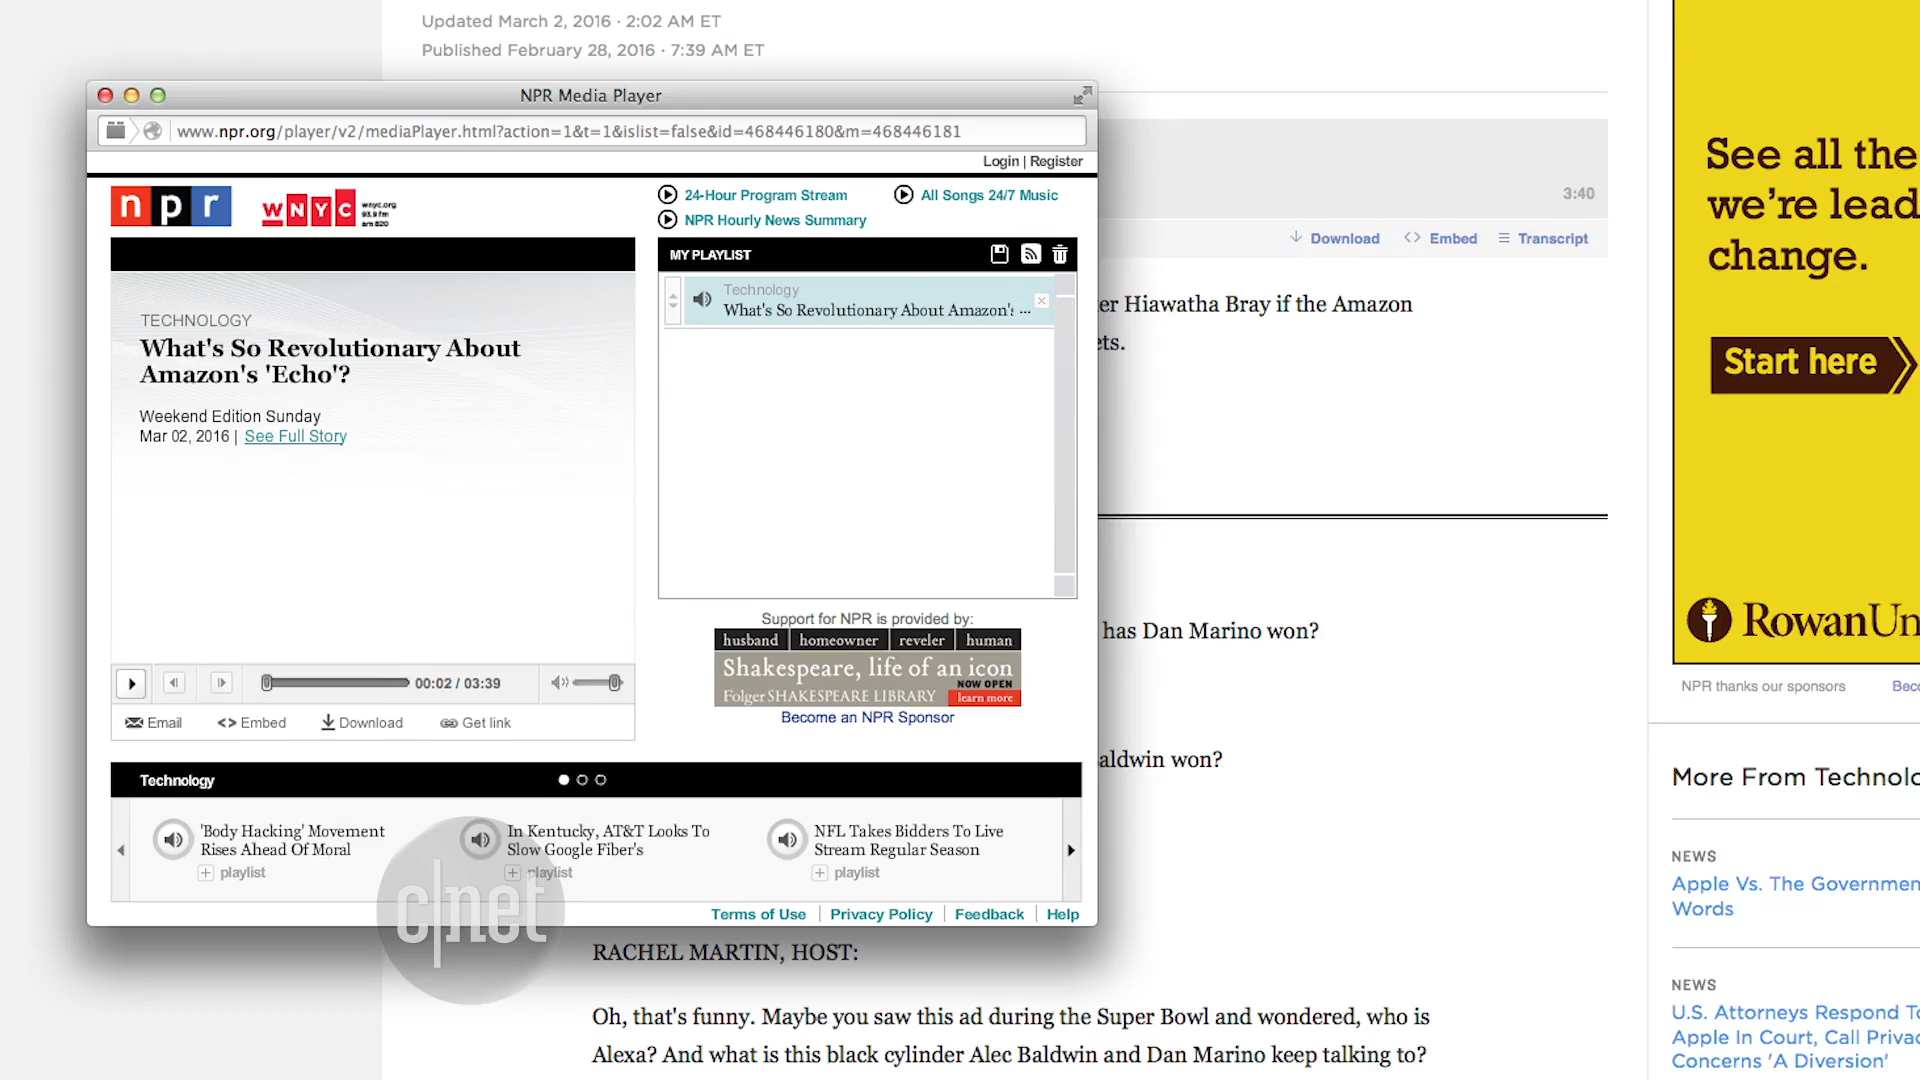 Updated March 2, 2016 · 2:02 AM ET
Published February 28, 2016 · 7:39 AM ET
NPR Media Player
www.npr.org/player/v2/mediaPlayer.html?action=1&t=1&islist=false&id=468446180&m=468446181
Login | Register
npr
WNYC
wnyc.org
93.9 fm
am 820
24-Hour Program Stream
All Songs 24/7 Music
NPR Hourly News Summary
MY PLAYLIST
Technology
What's So Revolutionary About Amazon's ...
TECHNOLOGY
What's So Revolutionary About
Amazon's 'Echo'?
Weekend Edition Sunday
Mar 02, 2016 | See Full Story
00:02 / 03:39
Email
<> Embed
Download
Get link
Support for NPR is provided by:
husband homeowner reveler human
Shakespeare, life of an icon
NOW OPEN
Folger SHAKESPEARE LIBRARY
learn more
Become an NPR Sponsor
Technology
'Body Hacking' Movement
Rises Ahead Of Moral
+ playlist
In Kentucky, AT&T Looks To
Slow Google Fiber's
+ playlist
NFL Takes Bidders To Live
Stream Regular Season
+ playlist
c|net
Terms of Use | Privacy Policy | Feedback | Help
3:40
Download
<> Embed
Transcript
er Hiawatha Bray if the Amazon
ets.
has Dan Marino won?
aldwin won?
RACHEL MARTIN, HOST:
Oh, that's funny. Maybe you saw this ad during the Super Bowl and wondered, who is
Alexa? And what is this black cylinder Alec Baldwin and Dan Marino keep talking to?
See all the
we're lead
change.
Start here
RowanUn
NPR thanks our sponsors
Beco
More From Technolo
NEWS
Apple Vs. The Governmen
Words
NEWS
U.S. Attorneys Respond To
Apple In Court, Call Privac
Concerns 'A Diversion'